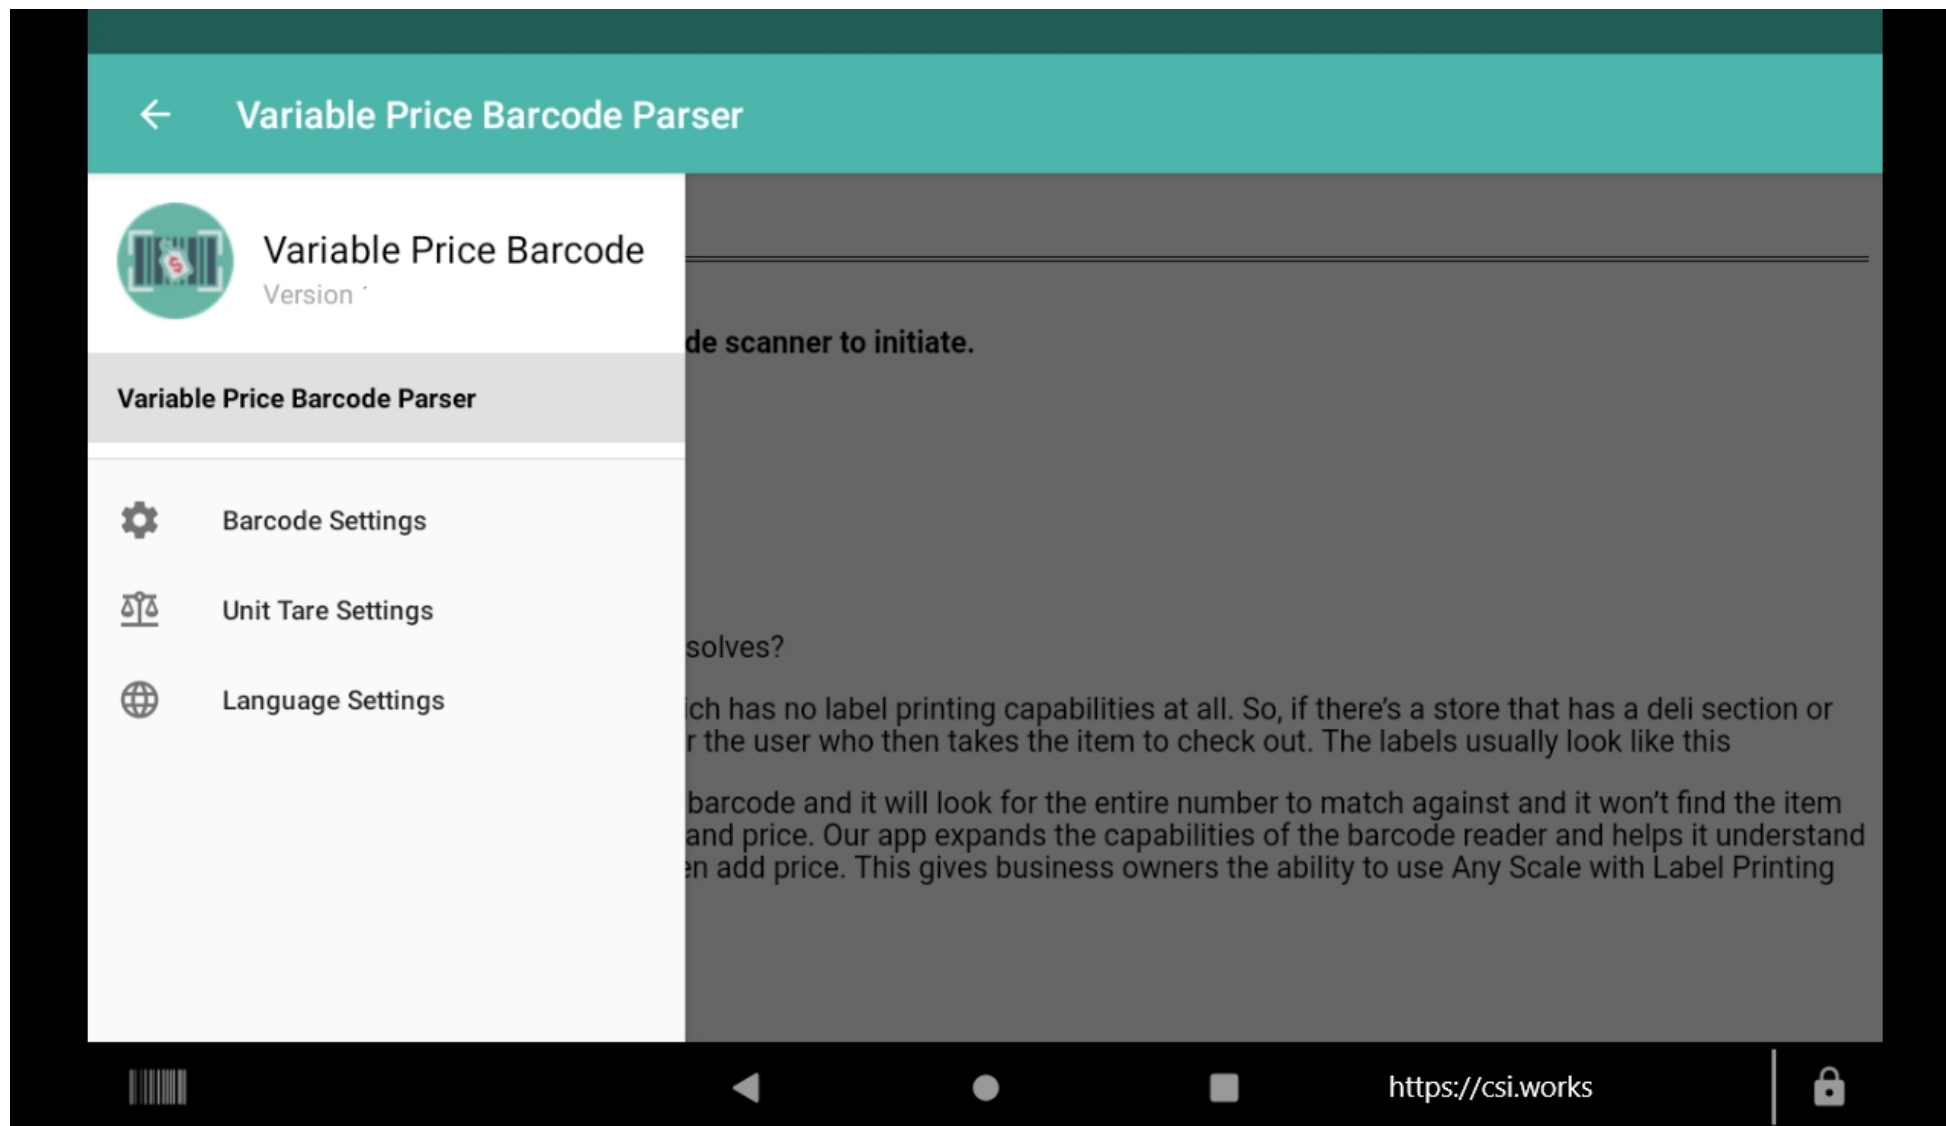 Variable Price Barcode Parser
Variable Price Barcode
Version
Variable Price Barcode Parser
Barcode Settings
Unit Tare Settings
Language Settings
de scanner to initiate.
solves?
ich has no label printing capabilities at all. So, if there's a store that has a deli section or
r the user who then takes the item to check out. The labels usually look like this
barcode and it will look for the entire number to match against and it won't find the item
and price. Our app expands the capabilities of the barcode reader and helps it understand
en add price. This gives business owners the ability to use Any Scale with Label Printing
https://csi.works